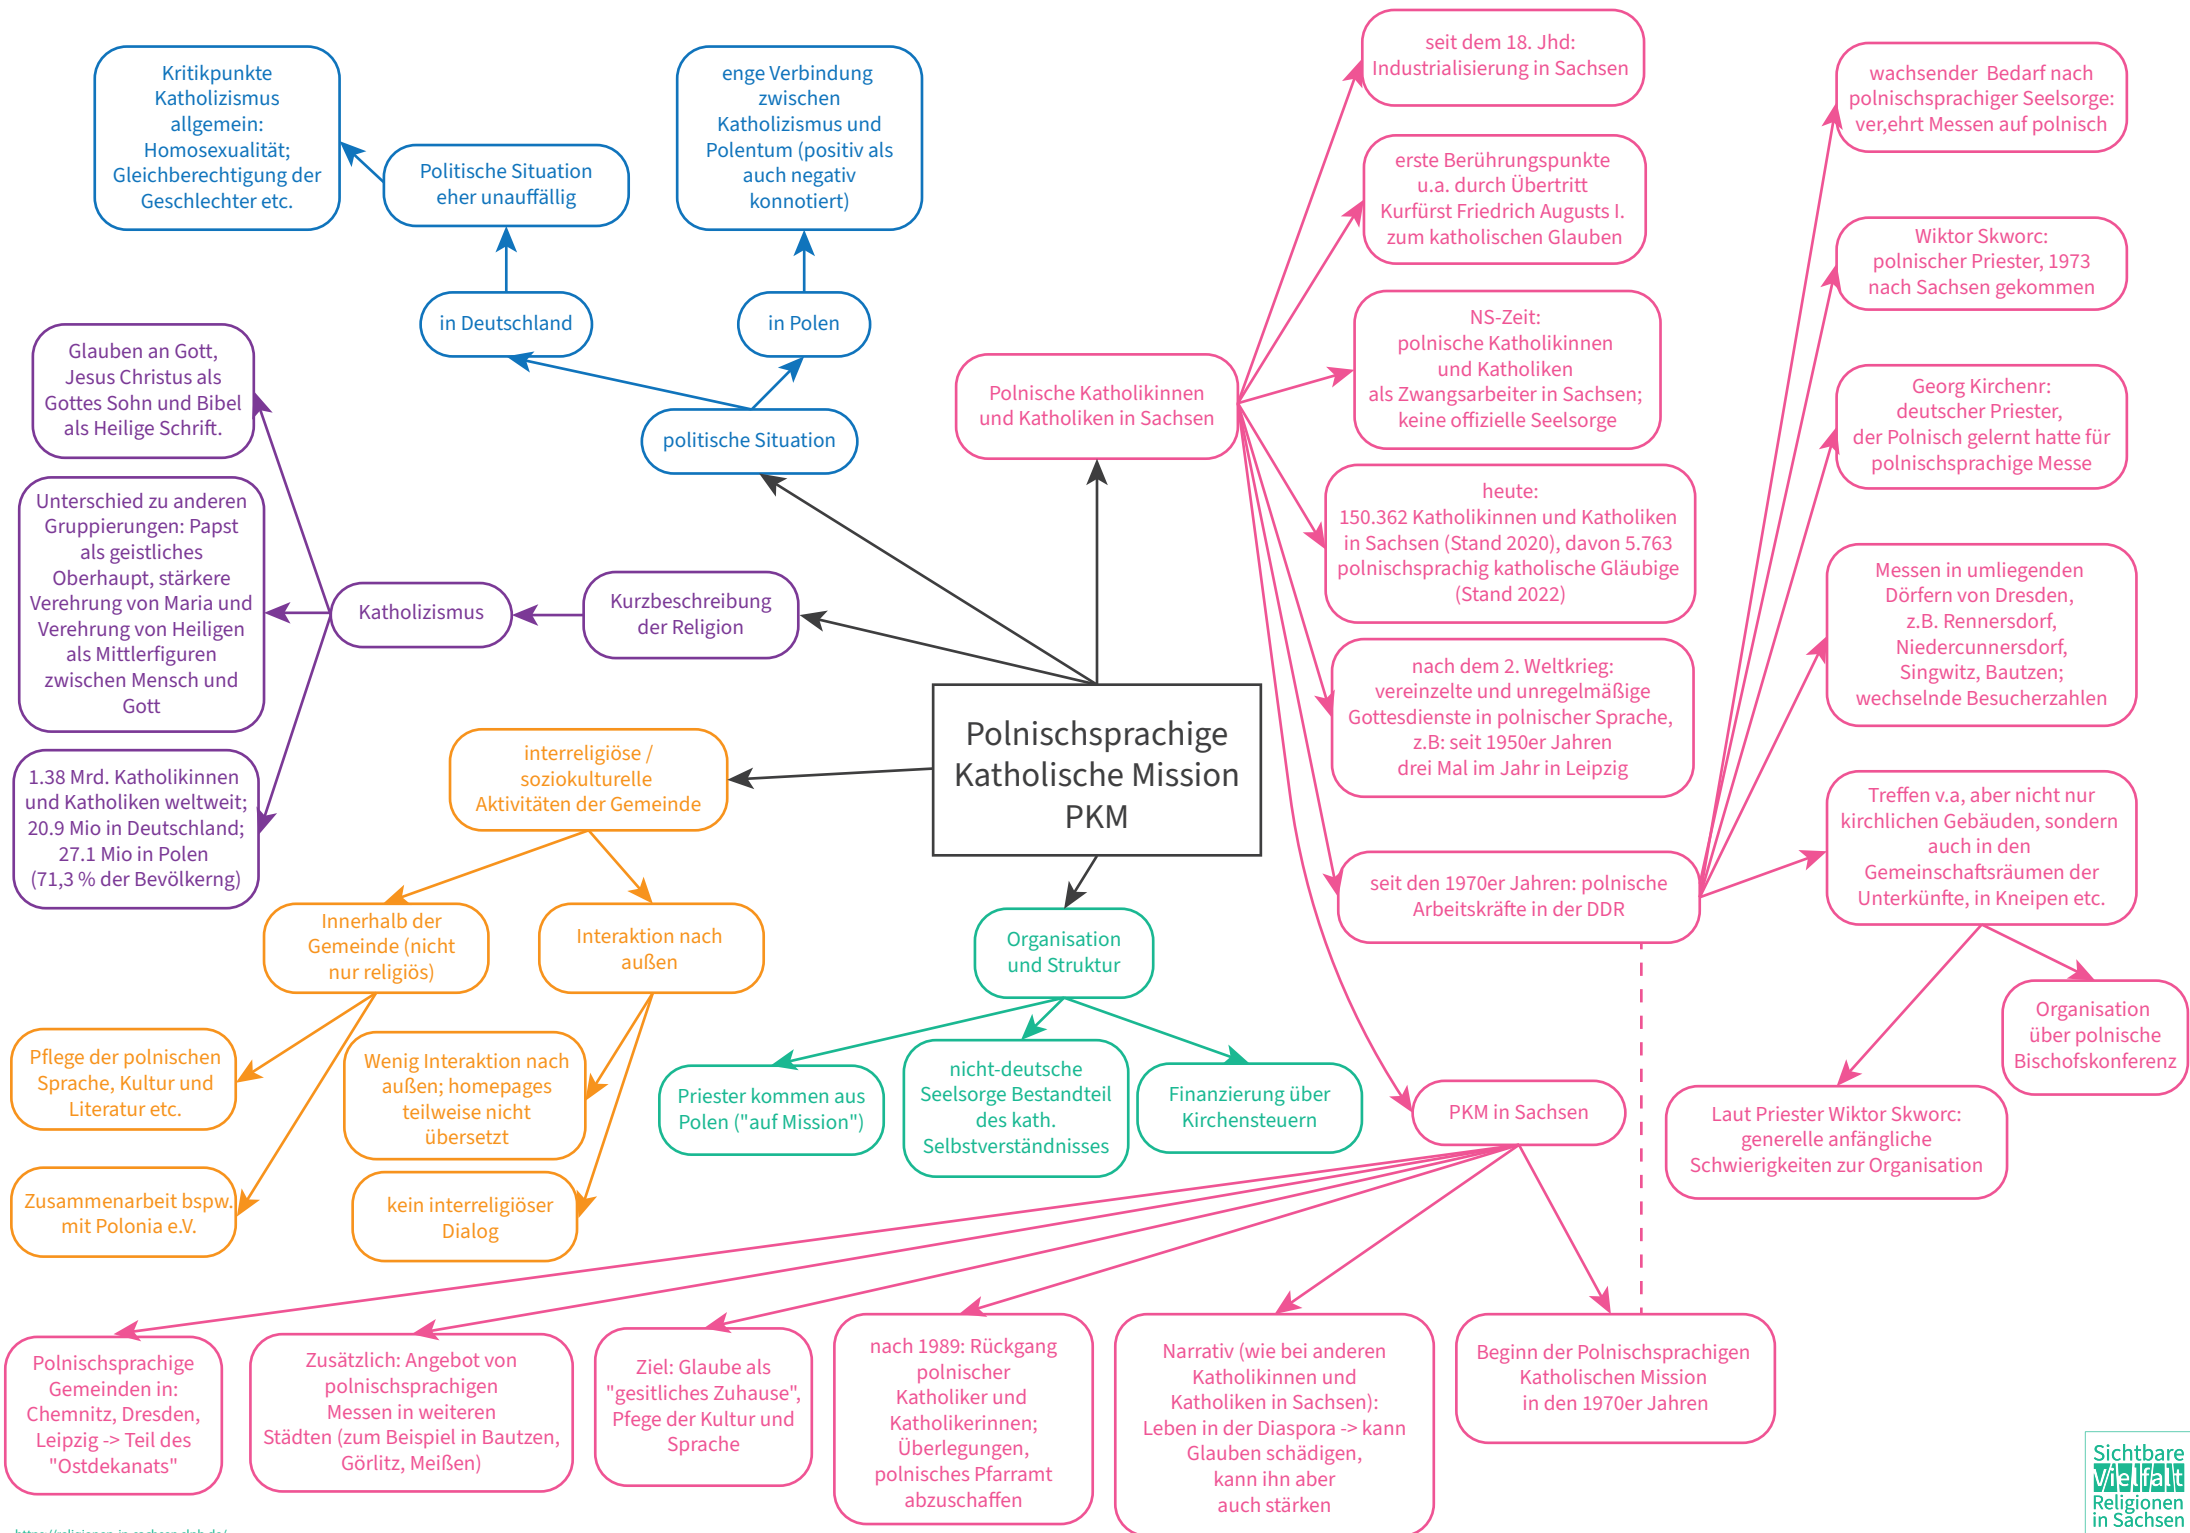 Kritikpunkte
Katholizismus
allgemein:
Homosexualität;
Gleichberechtigung der
Geschlechter etc.
Politische Situation
eher unauffällig
enge Verbindung
zwischen
Katholizismus und
Polentum (positiv als
auch negativ
konnotiert)
in Deutschland
in Polen
politische Situation
Glauben an Gott,
Jesus Christus als
Gottes Sohn und Bibel
als Heilige Schrift.
Unterschied zu anderen
Gruppierungen: Papst
als geistliches
Oberhaupt, stärkere
Verehrung von Maria und
Verehrung von Heiligen
als Mittlerfiguren
zwischen Mensch und
Gott
1.38 Mrd. Katholikinnen
und Katholiken weltweit;
20.9 Mio in Deutschland;
27.1 Mio in Polen
(71,3 % der Bevölkerng)
Katholizismus
Kurzbeschreibung
der Religion
Polnischsprachige
Katholische Mission
PKM
interreligiöse /
soziokulturelle
Aktivitäten der Gemeinde
Innerhalb der
Gemeinde (nicht
nur religiös)
Interaktion nach
außen
Pflege der polnischen
Sprache, Kultur und
Literatur etc.
Zusammenarbeit bspw.
mit Polonia e.V.
Wenig Interaktion nach
außen; homepages
teilweise nicht
übersetzt
kein interreligiöser
Dialog
Organisation
und Struktur
Priester kommen aus
Polen ("auf Mission")
nicht-deutsche
Seelsorge Bestandteil
des kath.
Selbstverständnisses
Finanzierung über
Kirchensteuern
Polnische Katholikinnen
und Katholiken in Sachsen
seit dem 18. Jhd:
Industrialisierung in Sachsen
erste Berührungspunkte
u.a. durch Übertritt
Kurfürst Friedrich Augusts I.
zum katholischen Glauben
NS-Zeit:
polnische Katholikinnen
und Katholiken
als Zwangsarbeiter in Sachsen;
keine offizielle Seelsorge
heute:
150.362 Katholikinnen und Katholiken
in Sachsen (Stand 2020), davon 5.763
polnischsprachig katholische Gläubige
(Stand 2022)
nach dem 2. Weltkrieg:
vereinzelte und unregelmäßige
Gottesdienste in polnischer Sprache,
z.B: seit 1950er Jahren
drei Mal im Jahr in Leipzig
seit den 1970er Jahren: polnische
Arbeitskräfte in der DDR
wachsender Bedarf nach
polnischsprachiger Seelsorge:
ver,ehrt Messen auf polnisch
Wiktor Skworc:
polnischer Priester, 1973
nach Sachsen gekommen
Georg Kirchenr:
deutscher Priester,
der Polnisch gelernt hatte für
polnischsprachige Messe
Messen in umliegenden
Dörfern von Dresden,
z.B. Rennersdorf,
Niedercunnersdorf,
Singwitz, Bautzen;
wechselnde Besucherzahlen
Treffen v.a, aber nicht nur
kirchlichen Gebäuden, sondern
auch in den
Gemeinschaftsräumen der
Unterkünfte, in Kneipen etc.
Organisation
über polnische
Bischofskonferenz
Laut Priester Wiktor Skworc:
generelle anfängliche
Schwierigkeiten zur Organisation
PKM in Sachsen
Polnischsprachige
Gemeinden in:
Chemnitz, Dresden,
Leipzig -> Teil des
"Ostdekanats"
Zusätzlich: Angebot von
polnischsprachigen
Messen in weiteren
Städten (zum Beispiel in Bautzen,
Görlitz, Meißen)
Ziel: Glaube als
"gesitliches Zuhause",
Pfege der Kultur und
Sprache
nach 1989: Rückgang
polnischer
Katholiker und
Katholikerinnen;
Überlegungen,
polnisches Pfarramt
abzuschaffen
Narrativ (wie bei anderen
Katholikinnen und
Katholiken in Sachsen):
Leben in der Diaspora -> kann
Glauben schädigen,
kann ihn aber
auch stärken
Beginn der Polnischsprachigen
Katholischen Mission
in den 1970er Jahren
Sichtbare
Vielfalt
Religionen
in Sachsen